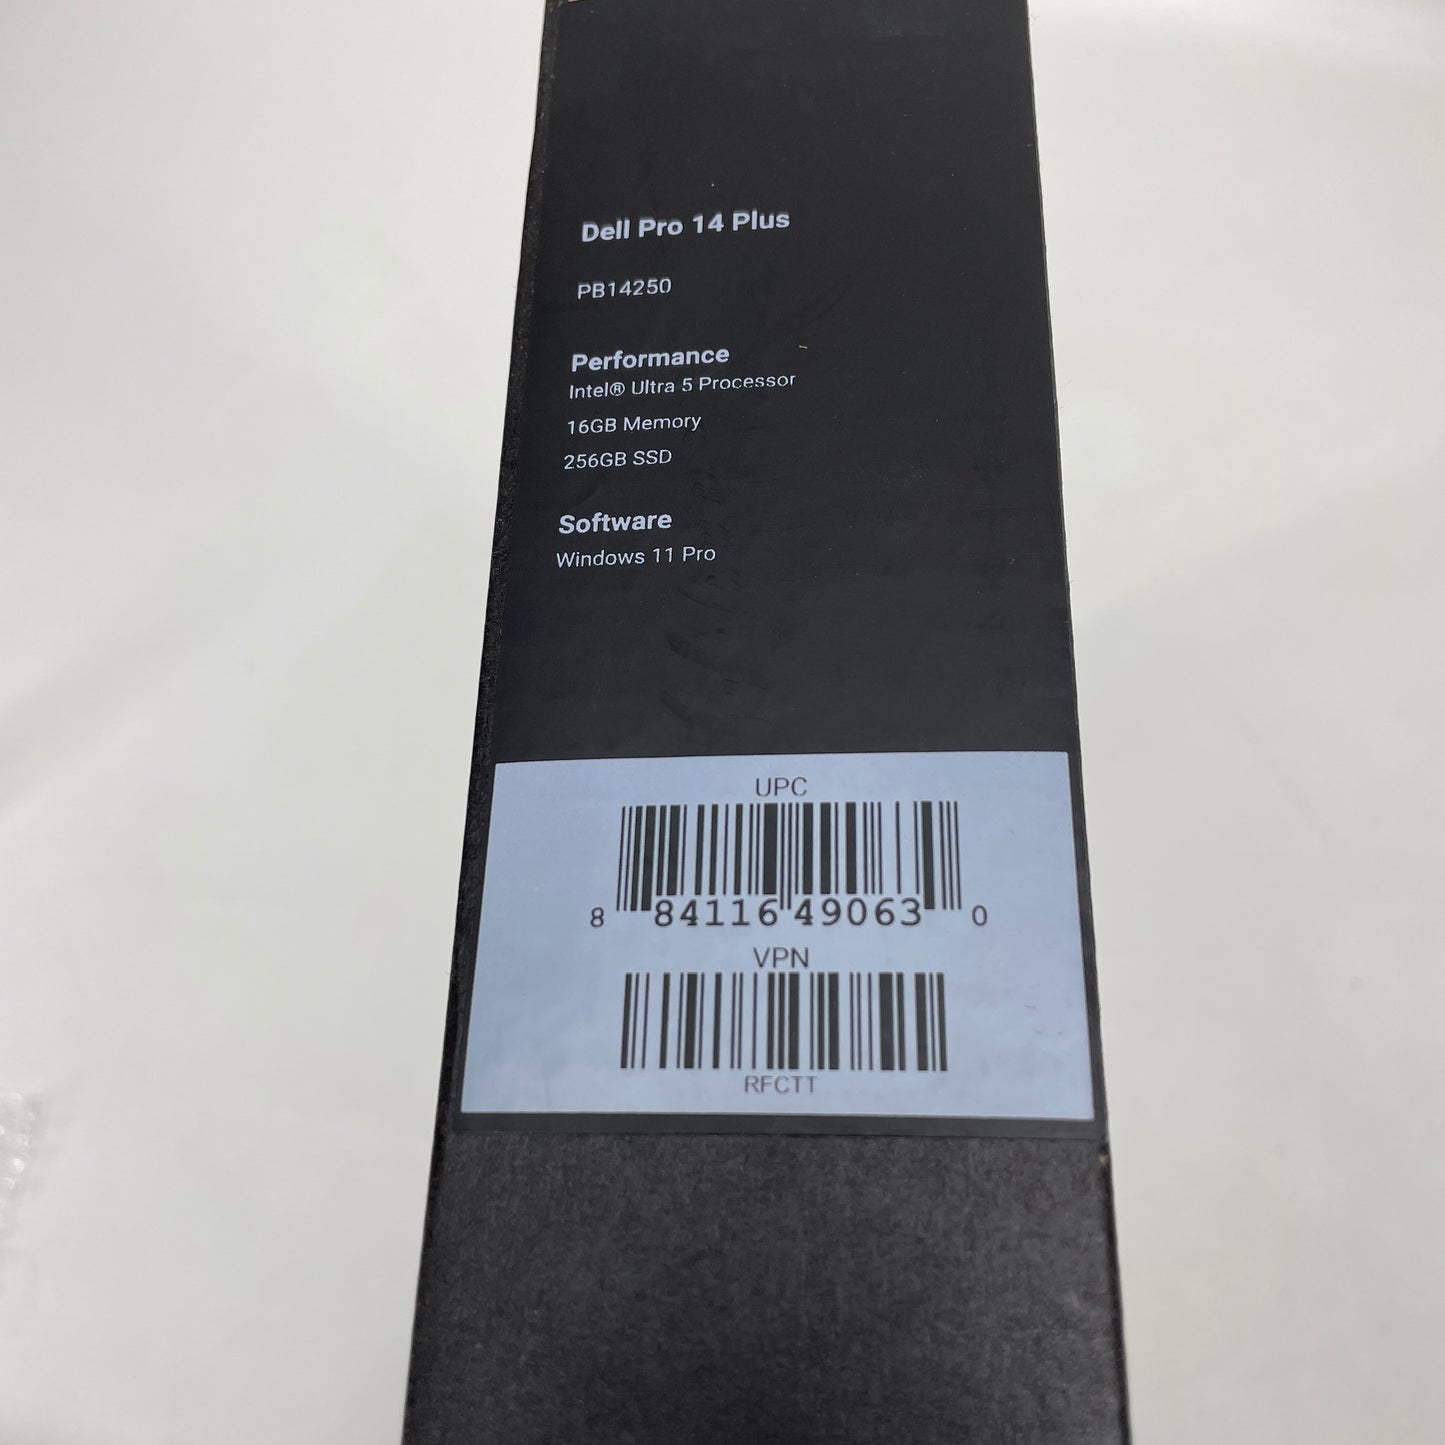 Dell Pro 14 Plus
PB14250
Performance
Intel® Ultra 5 Processor
16GB Memory
256GB SSD
Software
Windows 11 Pro
UPC
8 84116 49063 0
VPN
RFCTT